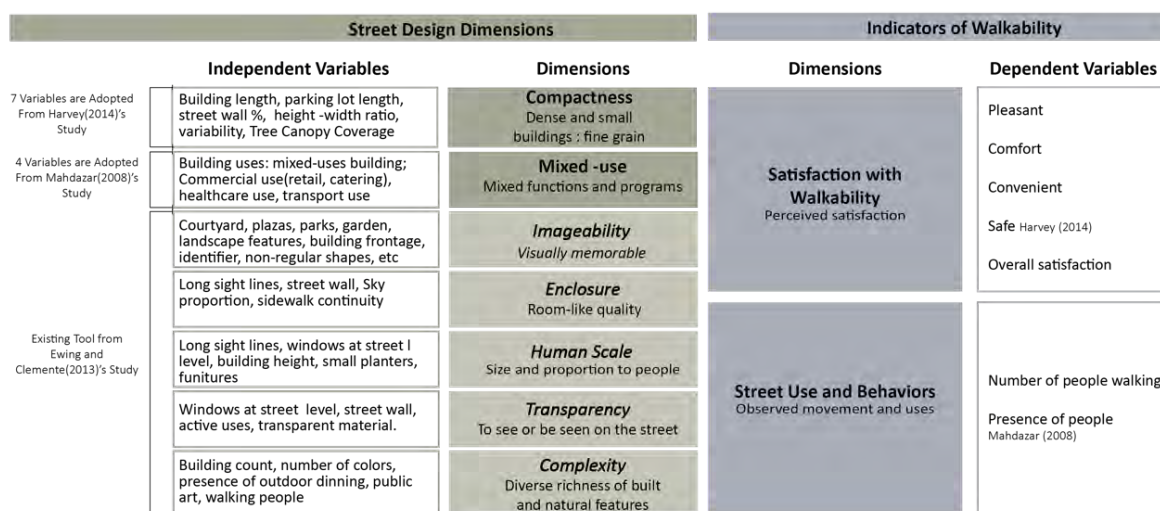 Street Design Dimensions
Indicators of Walkability
Independent Variables
Dimensions
Dimensions
Dependent Variables
7 Variables are Adopted
From Harvey(2014)'s
Study
Building length, parking lot length,
street wall %, height -width ratio,
variability, Tree Canopy Coverage
Compactness
Dense and small
buildings : fine grain
4 Variables are Adopted
From Mahdazar(2008)'s
Study
Building uses: mixed-uses building;
Commercial use(retail, catering),
healthcare use, transport use
Mixed -use
Mixed functions and programs
Existing Tool from
Ewing and
Clemente(2013)'s Study
Courtyard, plazas, parks, garden,
landscape features, building frontage,
identifier, non-regular shapes, etc
Imageability
Visually memorable
Long sight lines, street wall, Sky
proportion, sidewalk continuity
Enclosure
Room-like quality
Long sight lines, windows at street l
level, building height, small planters,
funitures
Human Scale
Size and proportion to people
Windows at street level, street wall,
active uses, transparent material.
Transparency
To see or be seen on the street
Building count, number of colors,
presence of outdoor dinning, public
art, walking people
Complexity
Diverse richness of built
and natural features
Satisfaction with
Walkability
Perceived satisfaction
Pleasant
Comfort
Convenient
Safe Harvey (2014)
Overall satisfaction
Street Use and Behaviors
Observed movement and uses
Number of people walking
Presence of people
Mahdazar (2008)